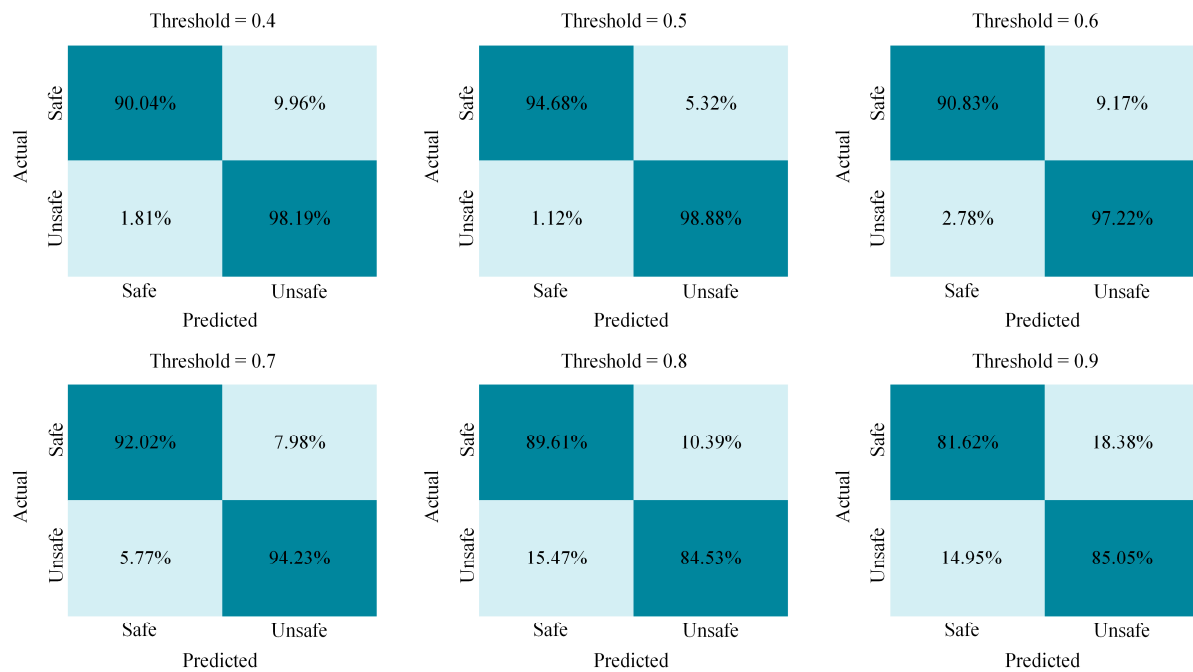 Threshold = 0.4
Threshold = 0.5
Threshold = 0.6
Actual
Safe
90.04%
9.96%
Unsafe
1.81%
98.19%
Safe
Unsafe
Predicted
Actual
Safe
94.68%
5.32%
Unsafe
1.12%
98.88%
Safe
Unsafe
Predicted
Actual
Safe
90.83%
9.17%
Unsafe
2.78%
97.22%
Safe
Unsafe
Predicted
Threshold = 0.7
Threshold = 0.8
Threshold = 0.9
Actual
Safe
92.02%
7.98%
Unsafe
5.77%
94.23%
Safe
Unsafe
Predicted
Actual
Safe
89.61%
10.39%
Unsafe
15.47%
84.53%
Safe
Unsafe
Predicted
Actual
Safe
81.62%
18.38%
Unsafe
14.95%
85.05%
Safe
Unsafe
Predicted